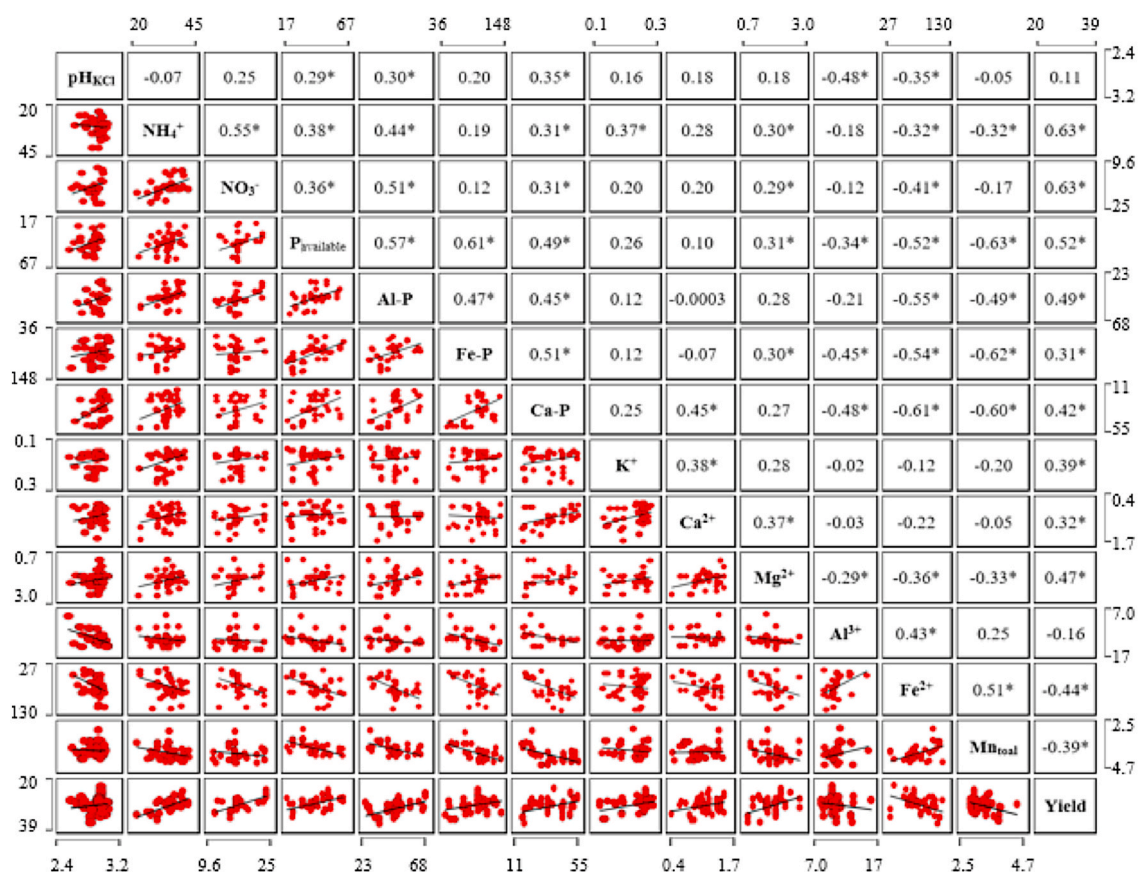 20 45 17 67 36 148 0.1 0.3 0.7 3.0 27 130 20 39
pH_KCl -0.07 0.25 0.29* 0.30* 0.20 0.35* 0.16 0.18 0.18 -0.48* -0.35* -0.05 0.11 2.4 3.2
20 45 NH₄⁺ 0.55* 0.38* 0.44* 0.19 0.31* 0.37* 0.28 0.30* -0.18 -0.32* -0.32* 0.63*
NO₃⁻ 0.36* 0.51* 0.12 0.31* 0.20 0.20 0.29* -0.12 -0.41* -0.17 0.63* 9.6 25
17 67 P_available 0.57* 0.61* 0.49* 0.26 0.10 0.31* -0.34* -0.52* -0.63* 0.52*
Al-P 0.47* 0.45* 0.12 -0.0003 0.28 -0.21 -0.55* -0.49* 0.49* 23 68
36 148 Fe-P 0.51* 0.12 -0.07 0.30* -0.45* -0.54* -0.62* 0.31*
Ca-P 0.25 0.45* 0.27 -0.48* -0.61* -0.60* 0.42* 11 55
0.1 0.3 K⁺ 0.38* 0.28 -0.02 -0.12 -0.20 0.39*
Ca²⁺ 0.37* -0.03 -0.22 -0.05 0.32* 0.4 1.7
0.7 3.0 Mg²⁺ -0.29* -0.36* -0.33* 0.47*
Al³⁺ 0.43* 0.25 -0.16 7.0 17
27 130 Fe²⁺ 0.51* -0.44*
Mn_toal -0.39* 2.5 4.7
20 39 Yield
2.4 3.2 9.6 25 23 68 11 55 0.4 1.7 7.0 17 2.5 4.7